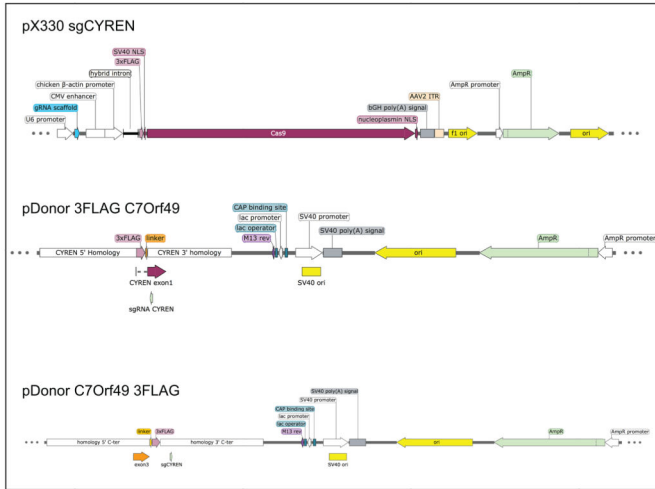 pX330 sgCYREN
SV40 NLS
3xFLAG
hybrid intron
chicken β-actin promoter
CMV enhancer
gRNA scaffold
U6 promoter
Cas9
AAV2 ITR
bGH poly(A) signal
nucleoplasmin NLS
f1 ori
AmpR promoter
AmpR
ori
pDonor 3FLAG C7Orf49
3xFLAG
linker
CYREN 5' Homology
CYREN 3' homology
CYREN exon1
sgRNA CYREN
CAP binding site
lac promoter
lac operator
M13 rev
SV40 promoter
SV40 poly(A) signal
SV40 ori
ori
AmpR
AmpR promoter
pDonor C7Orf49 3FLAG
linker
3xFLAG
homology 5' C-ter
homology 3' C-ter
exon3
sgCYREN
SV40 poly(A) signal
SV40 promoter
CAP binding site
lac promoter
lac operator
M13 rev
SV40 ori
ori
AmpR
AmpR promoter